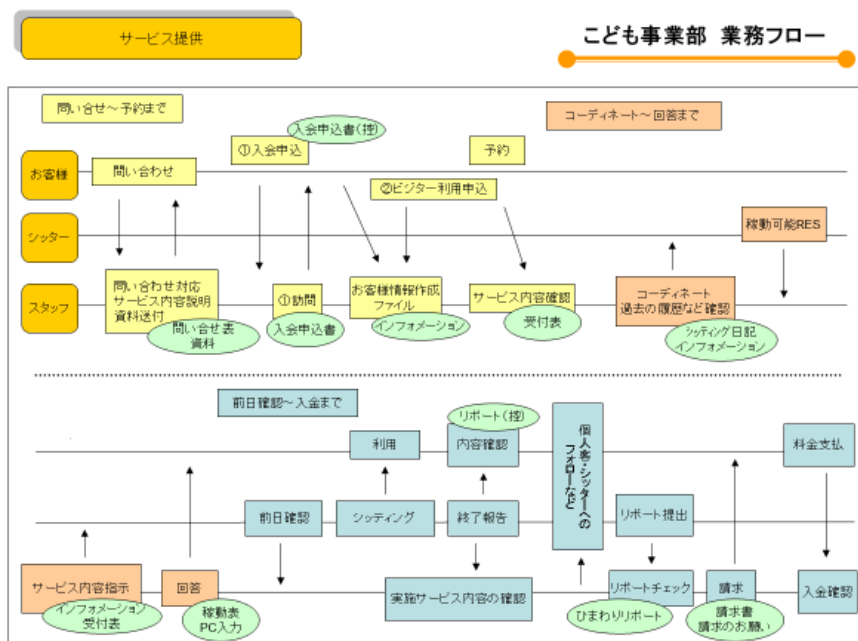 サービス提供
こども事業部 業務フロー
問い合せ～予約まで
コーディネート～回答まで
入会申込書(控)
①入会申込
予約
お客様
問い合わせ
②ビジター利用申込
シッター
稼動可能RES
スタッフ
問い合わせ対応
サービス内容説明
資料送付
問い合せ表
資料
①訪問
入会申込書
お客様情報作成
ファイル
インフォメーション
サービス内容確認
受付表
コーディネート
過去の履歴など確認
シッティング日記
インフォメーション
前日確認～入金まで
リポート(控)
利用
内容確認
個人客・シッターへの
フォローなど
料金支払
前日確認
シッティング
終了報告
リポート提出
サービス内容指示
インフォメーション
受付表
回答
稼動表
PC入力
実施サービス内容の確認
ひまわりリポート
リポートチェック
請求
請求書
請求のお願い
入金確認